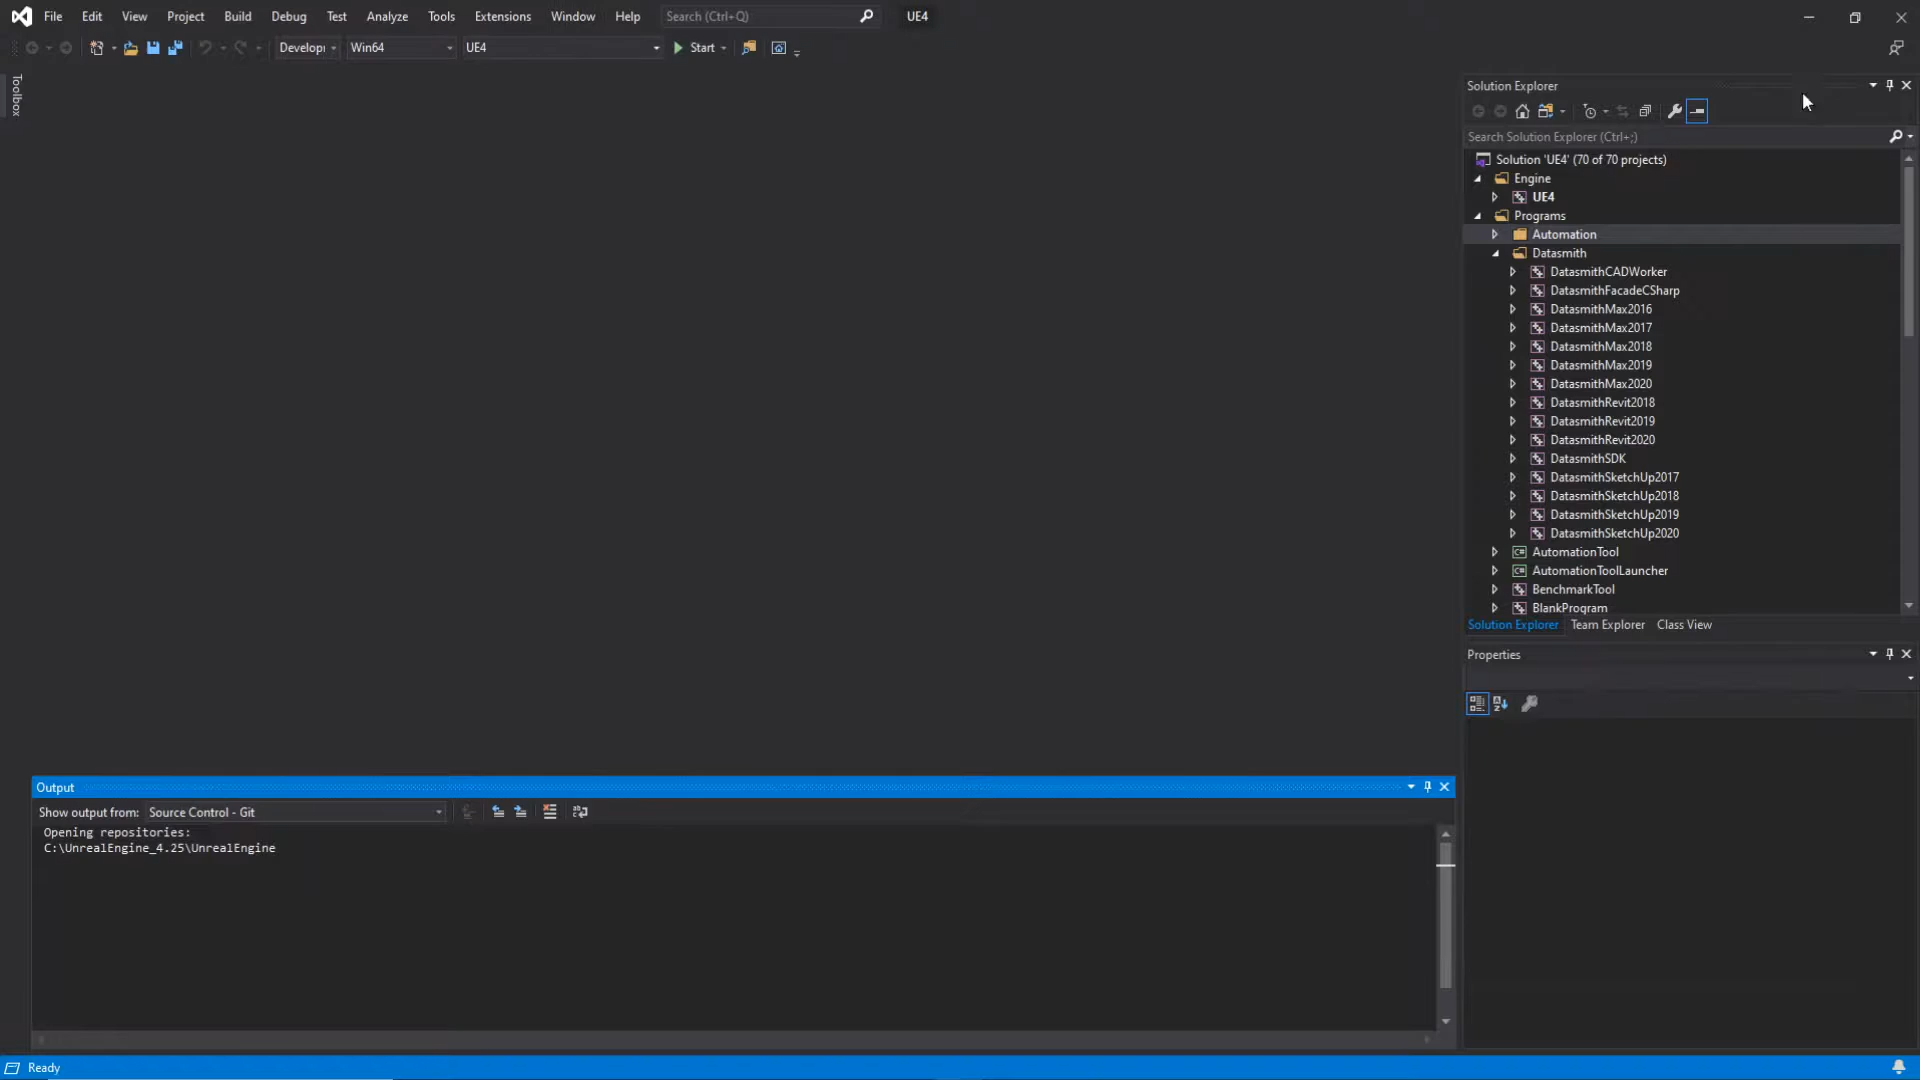 File Edit View Project Build Debug Test Analyze Tools Extensions Window Help Search (Ctrl+Q) UE4
Develop Win64 UE4 Start
Toolbox
Solution Explorer
Search Solution Explorer (Ctrl+;)
Solution 'UE4' (70 of 70 projects)
Engine
UE4
Programs
Automation
Datasmith
DatasmithCADWorker
DatasmithFacadeCSharp
DatasmithMax2016
DatasmithMax2017
DatasmithMax2018
DatasmithMax2019
DatasmithMax2020
DatasmithRevit2018
DatasmithRevit2019
DatasmithRevit2020
DatasmithSDK
DatasmithSketchUp2017
DatasmithSketchUp2018
DatasmithSketchUp2019
DatasmithSketchUp2020
AutomationTool
AutomationToolLauncher
BenchmarkTool
BlankProgram
Solution Explorer Team Explorer Class View
Properties
Output
Show output from: Source Control - Git
Opening repositories:
C:\UnrealEngine_4.25\UnrealEngine
Ready